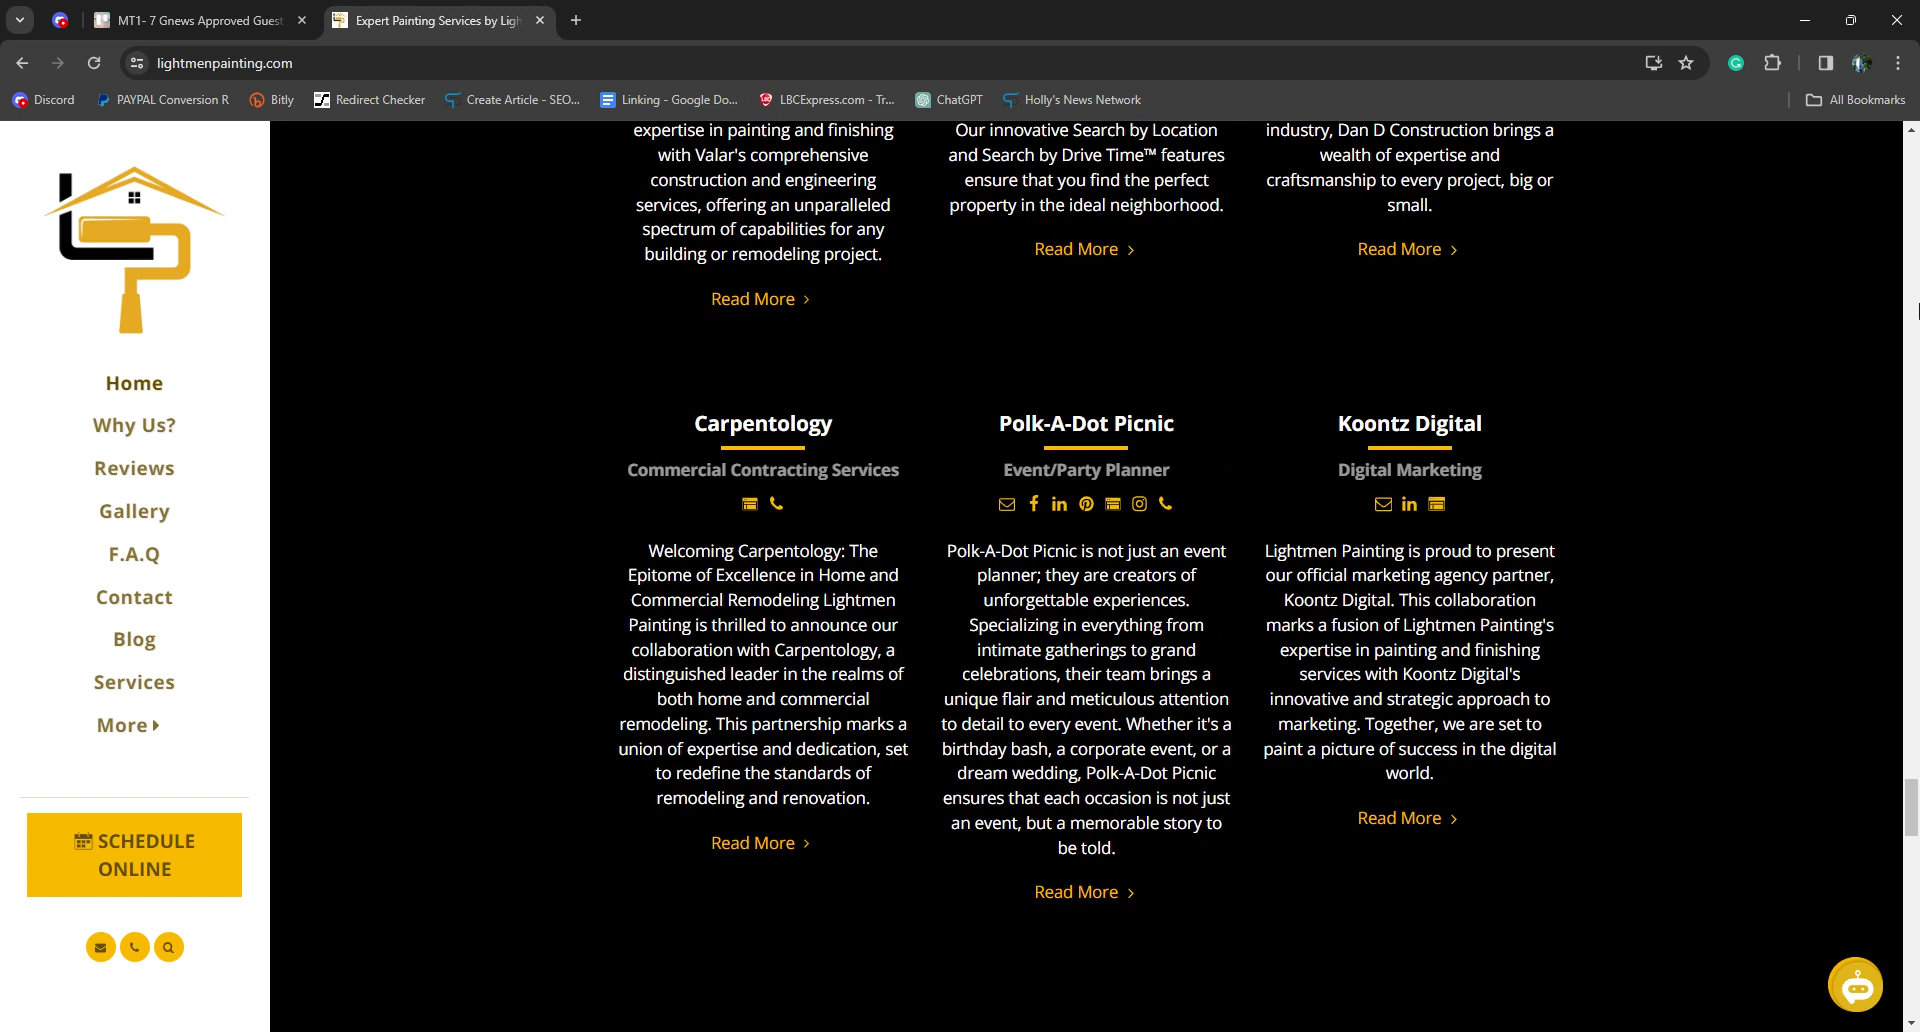 MT1- 7 Gnews Approved Guest
Expert Painting Services by Ligh
lightmenpainting.com
Discord
PAYPAL Conversion R
Bitly
Redirect Checker
Create Article - SEO...
Linking - Google Do...
LBCExpress.com - Tr...
ChatGPT
Holly's News Network
All Bookmarks
Home
Why Us?
Reviews
Gallery
F.A.Q
Contact
Blog
Services
More
SCHEDULE
ONLINE
expertise in painting and finishing
with Valar's comprehensive
construction and engineering
services, offering an unparalleled
spectrum of capabilities for any
building or remodeling project.
Read More
Our innovative Search by Location
and Search by Drive Time™ features
ensure that you find the perfect
property in the ideal neighborhood.
Read More
industry, Dan D Construction brings a
wealth of expertise and
craftsmanship to every project, big or
small.
Read More
Carpentology
Commercial Contracting Services
Welcoming Carpentology: The
Epitome of Excellence in Home and
Commercial Remodeling Lightmen
Painting is thrilled to announce our
collaboration with Carpentology, a
distinguished leader in the realms of
both home and commercial
remodeling. This partnership marks a
union of expertise and dedication, set
to redefine the standards of
remodeling and renovation.
Read More
Polk-A-Dot Picnic
Event/Party Planner
Polk-A-Dot Picnic is not just an event
planner; they are creators of
unforgettable experiences.
Specializing in everything from
intimate gatherings to grand
celebrations, their team brings a
unique flair and meticulous attention
to detail to every event. Whether it's a
birthday bash, a corporate event, or a
dream wedding, Polk-A-Dot Picnic
ensures that each occasion is not just
an event, but a memorable story to
be told.
Read More
Koontz Digital
Digital Marketing
Lightmen Painting is proud to present
our official marketing agency partner,
Koontz Digital. This collaboration
marks a fusion of Lightmen Painting's
expertise in painting and finishing
services with Koontz Digital's
innovative and strategic approach to
marketing. Together, we are set to
paint a picture of success in the digital
world.
Read More